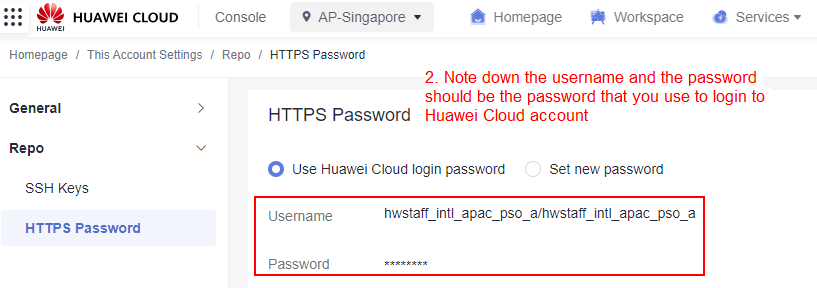 HUAWEI
HUAWEI CLOUD
Console
AP-Singapore
Homepage
Workspace
Services
Homepage / This Account Settings / Repo / HTTPS Password
2. Note down the username and the password
should be the password that you use to login to
Huawei Cloud account
General
Repo
SSH Keys
HTTPS Password
HTTPS Password
Use Huawei Cloud login password
Set new password
Username
hwstaff_intl_apac_pso_a/hwstaff_intl_apac_pso_a
Password
********